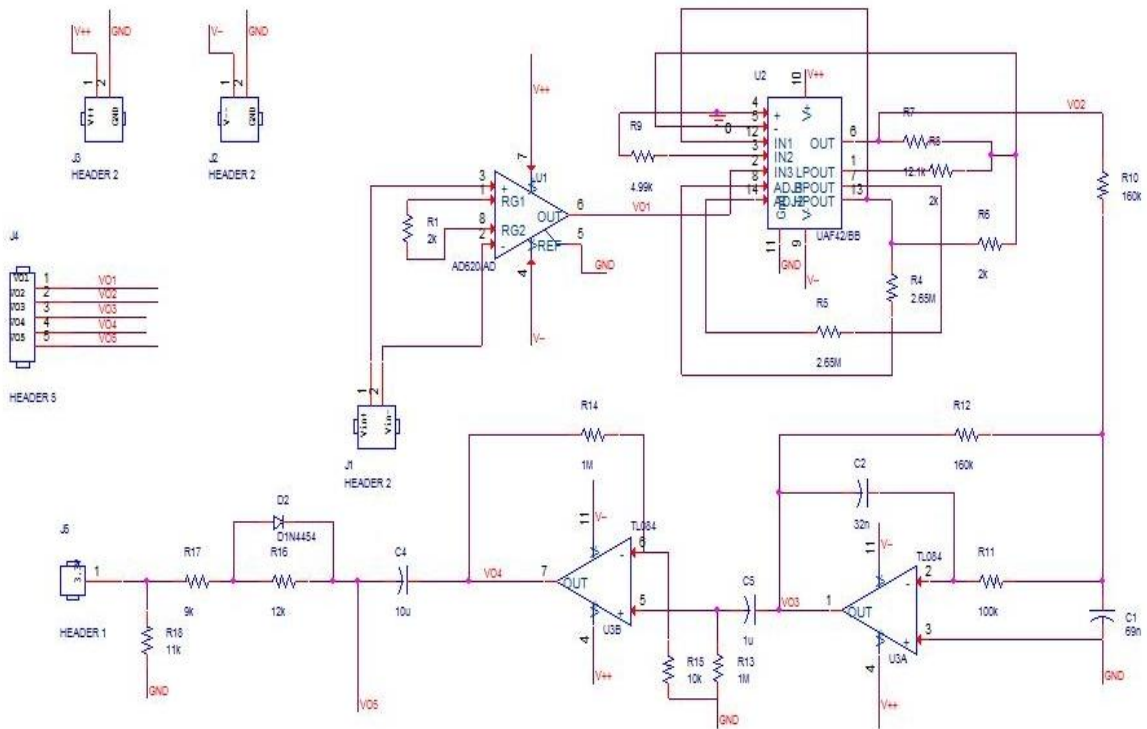 V++
GND
1
2
V++
GND
J3
HEADER 2
V-
GND
1
2
V--
GND
J2
HEADER 2
J4
VO1
VO2
VO3
VO4
VO5
1
2
3
4
5
VO1
VO2
VO3
VO4
VO5
HEADER 5
V++
7
3
1
8
2
+
RG1
RG2
-
U1
OUT
REF
6
5
4
V-
GND
AD620/AD
R1
2k
VO1
1
2
Vin+
Vin-
J1
HEADER 2
U2
10
V++
4
5
12
3
2
8
14
+
-
IN1
IN2
IN3
V+
OUT
LPOUT
BPOUT
HPOUT
6
1
7
13
0
R9
4.99k
11
GND
9
V-
UAF42/BB
R7
R8
12.1k
2k
R6
2k
R4
2.65M
R5
2.65M
VO2
R10
160k
R14
1M
R12
160k
C2
32n
J5
1
HEADER 1
R17
9k
D2
D1N4454
R16
12k
R18
11k
GND
VO5
C4
10u
VO4
7
OUT
11
V-
TL084
6
-
5
+
U3B
4
V++
R15
10k
R13
1M
GND
C5
1u
VO3
1
OUT
11
V-
TL084
2
-
3
+
U3A
4
V++
R11
100k
C1
69n
GND